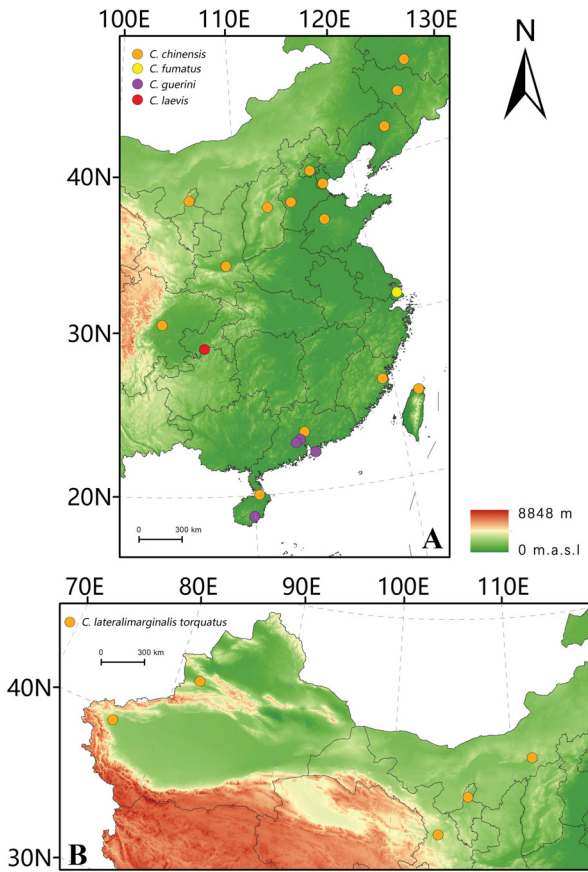 100E 110E 120E 130E
N
C. chinensis
C. fumatus
C. guerini
C. laevis
40N
30N
20N
0 300 km
A
8848 m
0 m.a.s.l
70E 80E 90E 100E 110E
C. lateralimarginalis torquatus
0 300 km
40N
30N
B